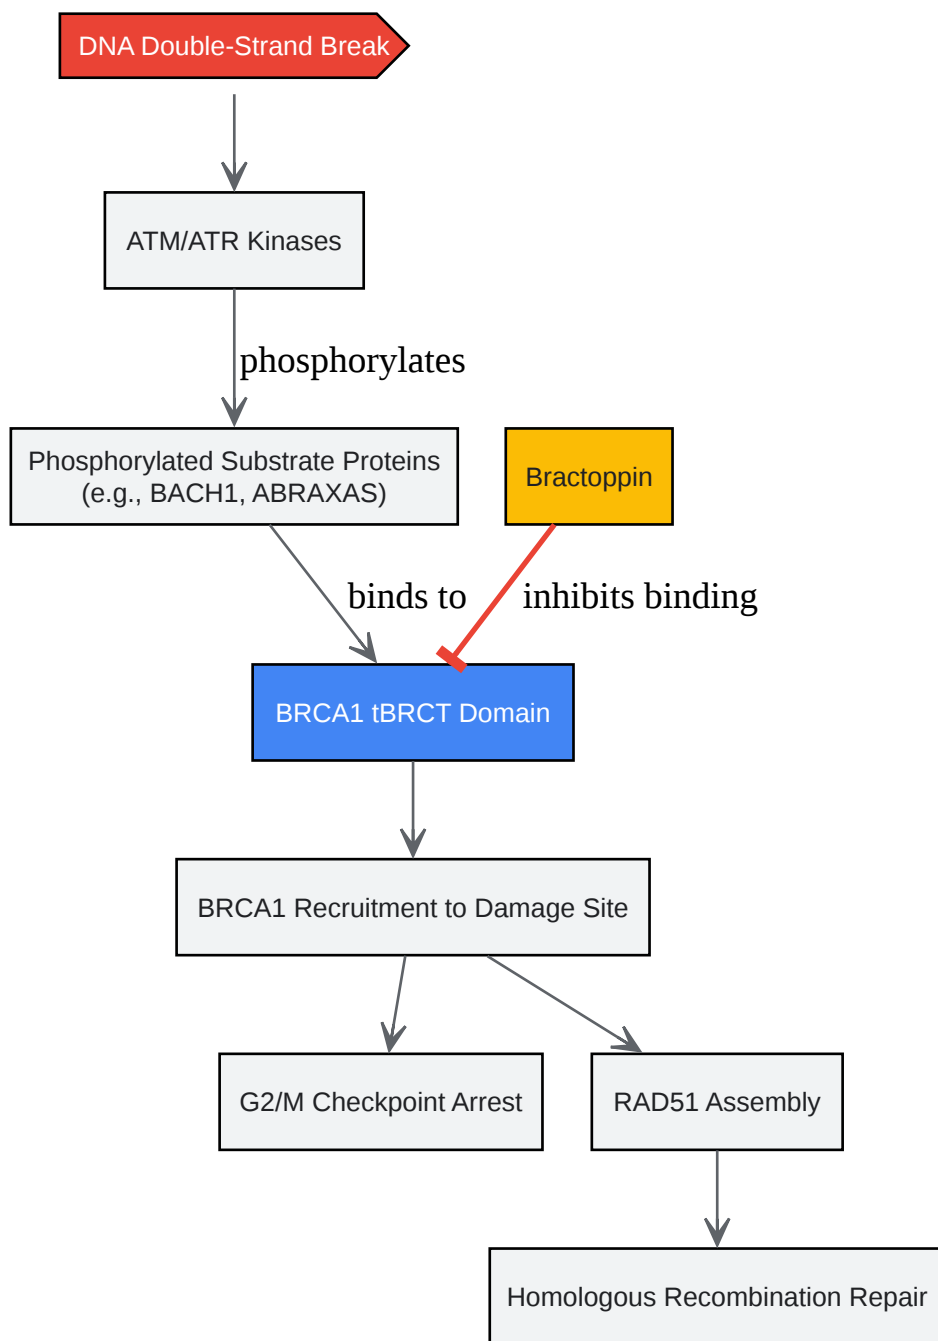 DNA Double-Strand Break
ATM/ATR Kinases
phosphorylates
Phosphorylated Substrate Proteins
(e.g., BACH1, ABRAXAS)
Bractoppin
binds to
inhibits binding
BRCA1 tBRCT Domain
BRCA1 Recruitment to Damage Site
G2/M Checkpoint Arrest
RAD51 Assembly
Homologous Recombination Repair